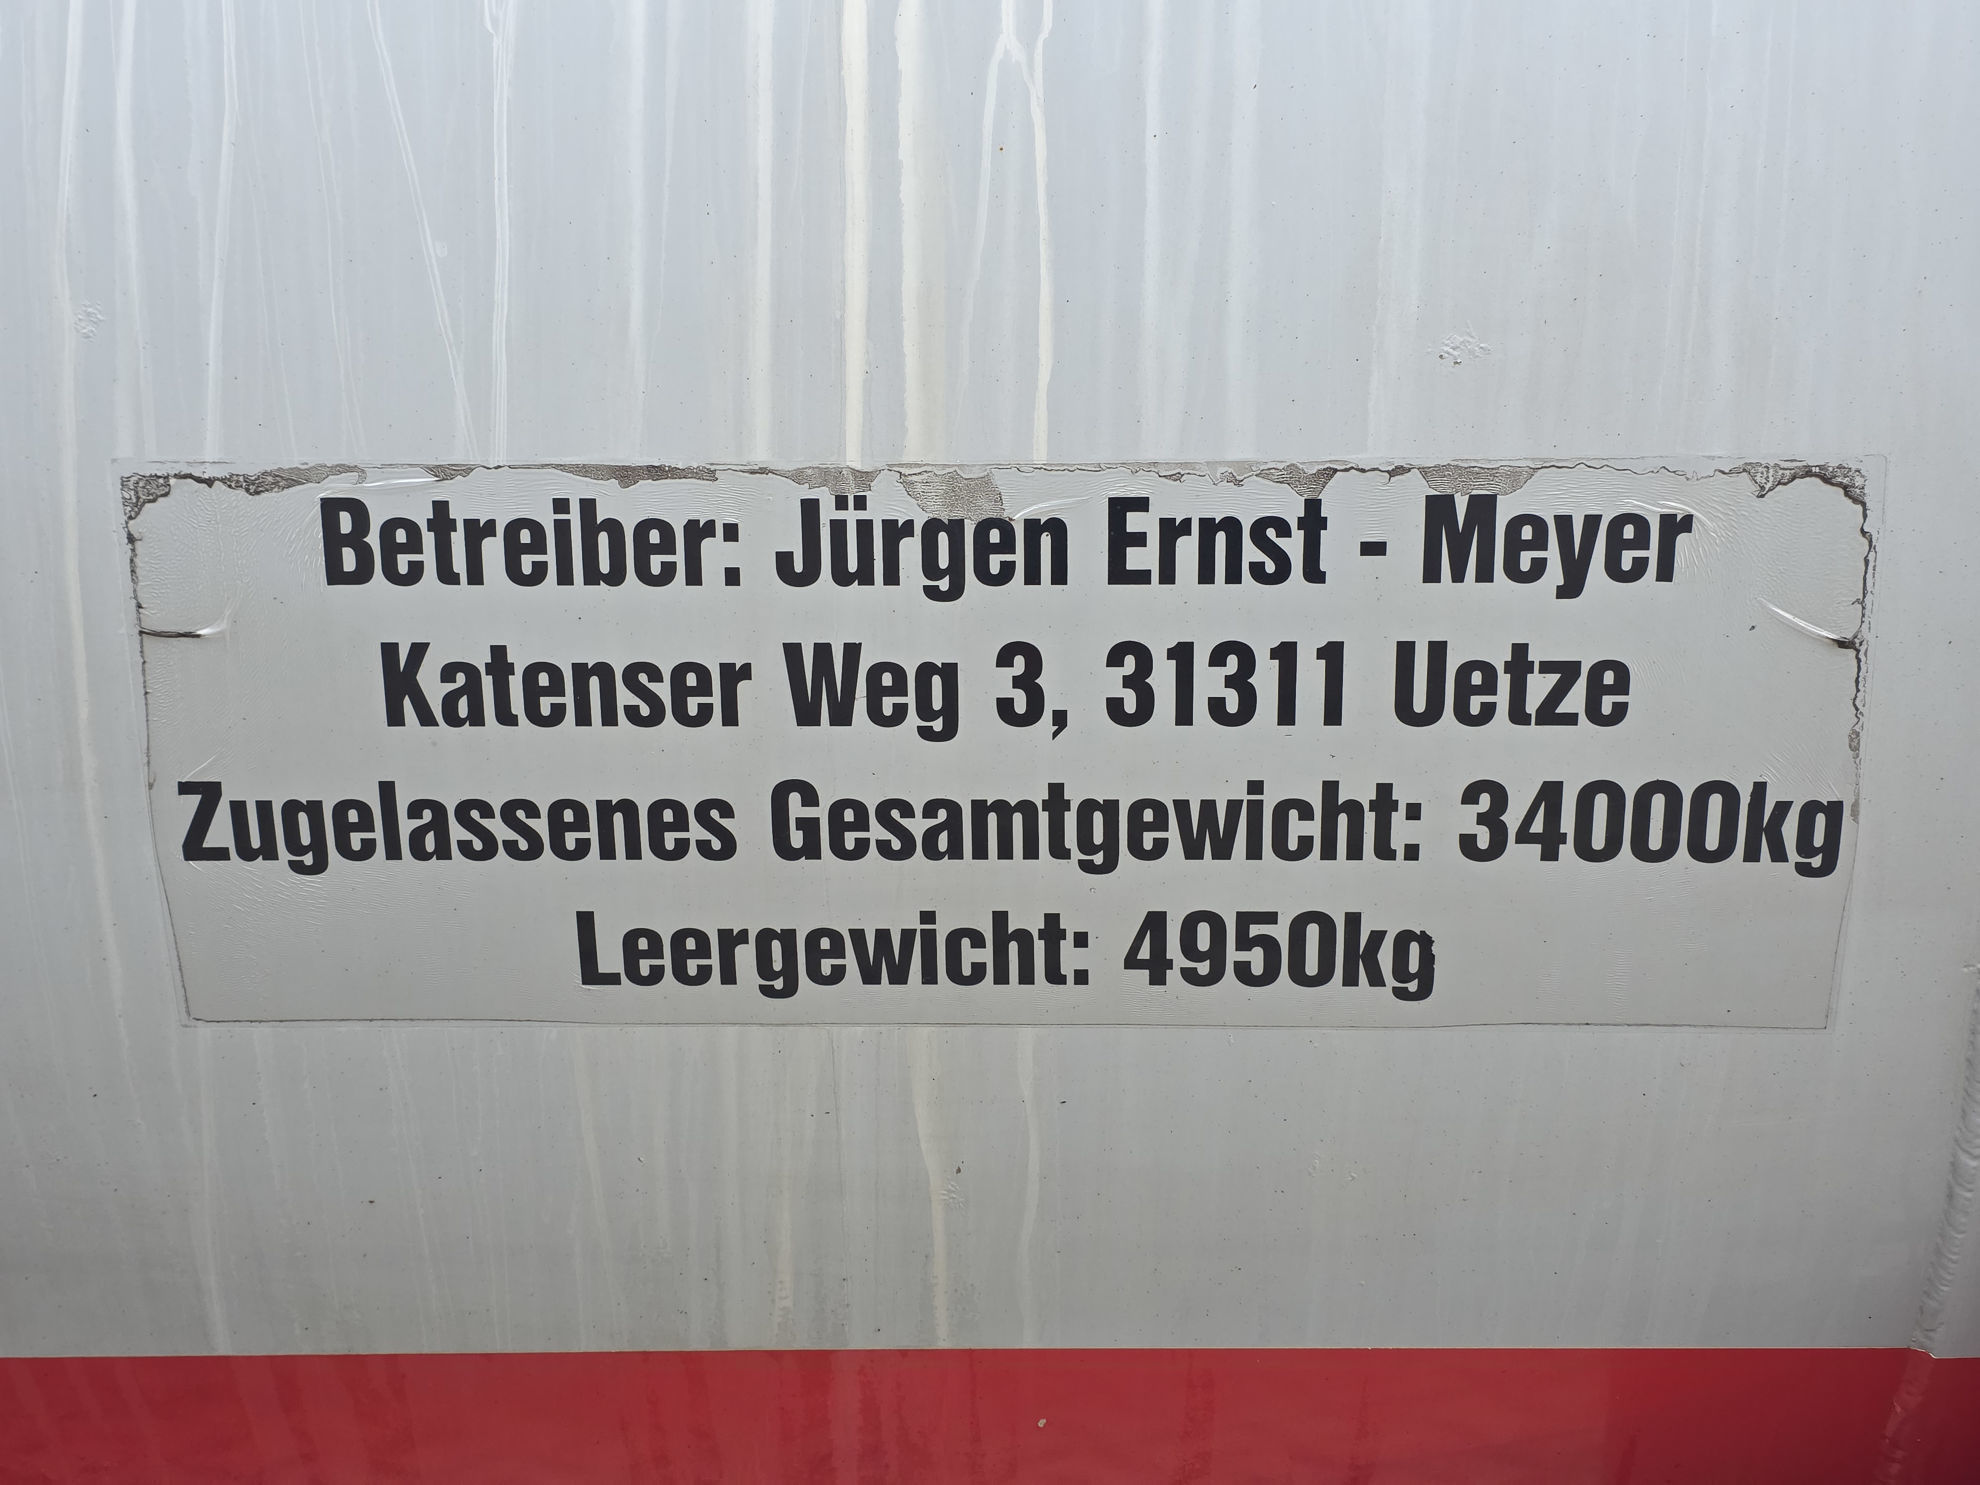 Betreiber: Jürgen Ernst - Meyer
Katenser Weg 3, 31311 Uetze
Zugelassenes Gesamtgewicht: 34000kg
Leergewicht: 4950kg